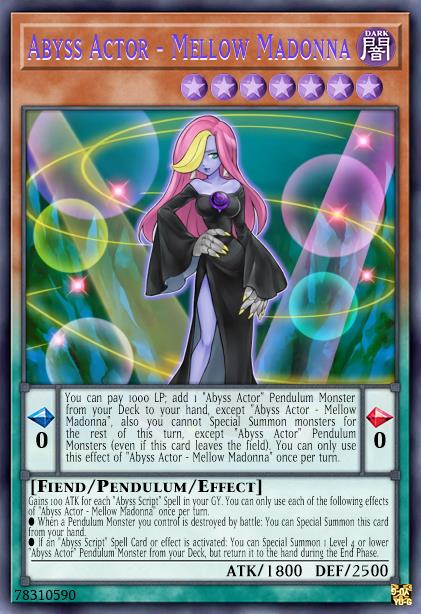 Abyss Actor - Mellow Madonna
DARK
闇
You can pay 1000 LP; add 1 "Abyss Actor" Pendulum Monster
from your Deck to your hand, except "Abyss Actor - Mellow
Madonna", also you cannot Special Summon monsters for
the rest of this turn, except "Abyss Actor" Pendulum
Monsters (even if this card leaves the field). You can only use
this effect of "Abyss Actor - Mellow Madonna" once per turn.
0
0
[Fiend/Pendulum/Effect]
Gains 100 ATK for each "Abyss Script" Spell in your GY. You can only use each of the following effects
of "Abyss Actor - Mellow Madonna" once per turn.
● When a Pendulum Monster you control is destroyed by battle: You can Special Summon this card
from your hand.
● If an "Abyss Script" Spell Card or effect is activated: You can Special Summon 1 Level 4 or lower
"Abyss Actor" Pendulum Monster from your Deck, but return it to the hand during the End Phase.
ATK/1800 DEF/2500
78310590